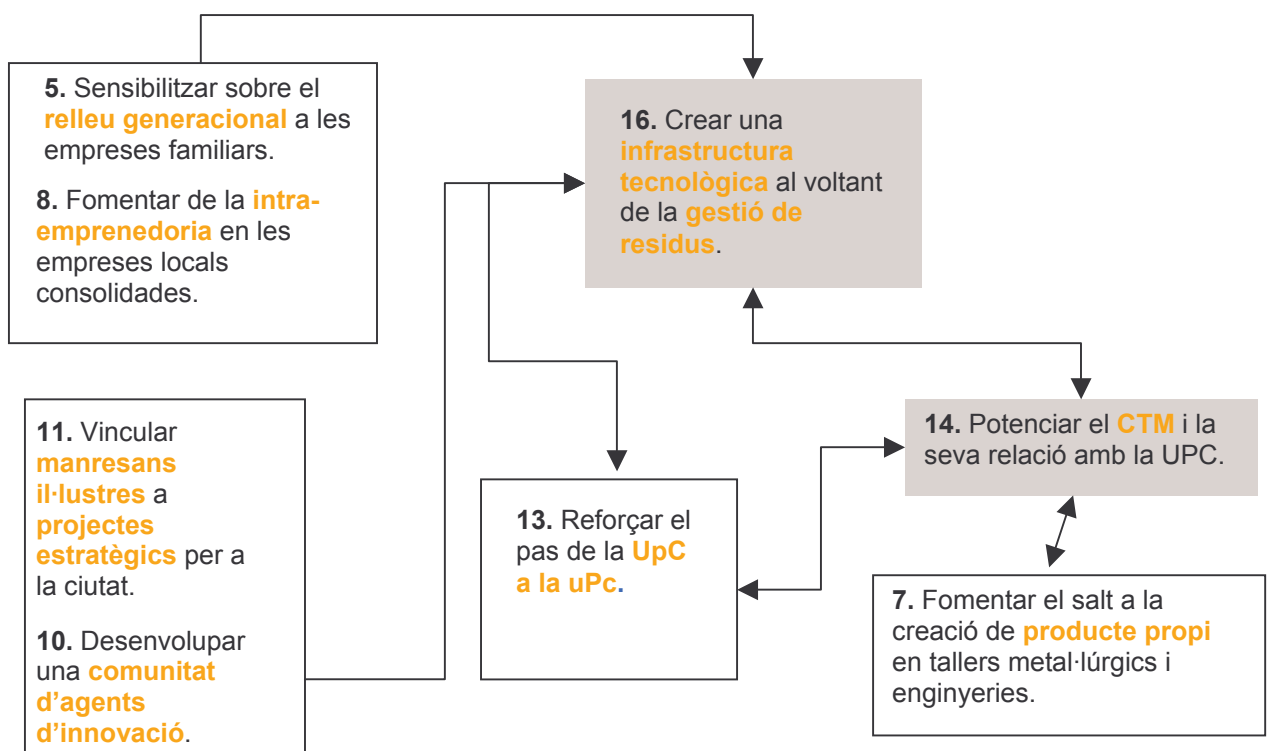 5. Sensibilitzar sobre el
relleu generacional a les
empreses familiars.
8. Fomentar de la intra-
emprenedoria en les
empreses locals
consolidades.
16. Crear una
infrastructura
tecnològica al voltant
de la gestió de
residus.
11. Vincular
manresans
il·lustres a
projectes
estratègics per a
la ciutat.
10. Desenvolupar
una comunitat
d’agents
d’innovació.
13. Reforçar el
pas de la UpC
a la uPc.
14. Potenciar el CTM i la
seva relació amb la UPC.
7. Fomentar el salt a la
creació de producte propi
en tallers metal·lúrgics i
enginyeries.